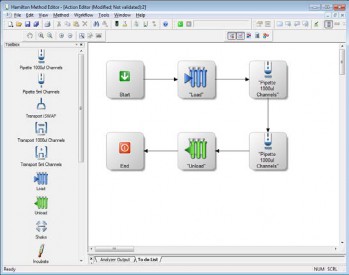 Hamilton Method Editor - [Action Editor (Modified; Not validated)2]
File Edit View Method Workflow Tools Window Help
ToolBox
Pipette 1000ul Channels
Pipette 5ml Channels
Transport iSWAP
Transport 1000ul Channels
Transport 5ml Channels
Load
Unload
Shake
Incubate
Start
"Load"
"Pipette
1000ul
Channels"
End
"Unload"
"Pipette
1000ul
Channels"
Analyzer Output
To do List
Ready
NUM SCRL